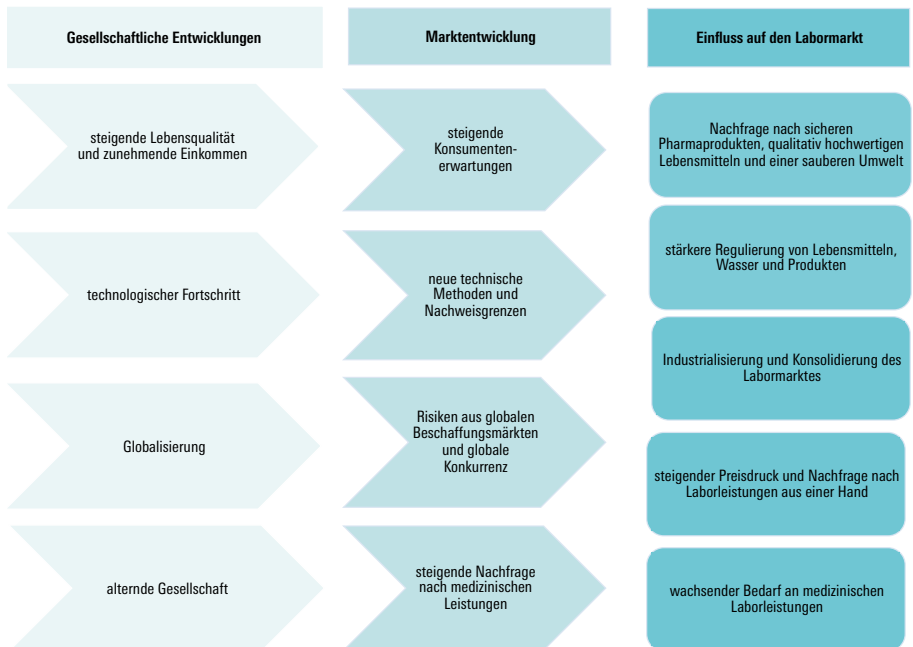 Gesellschaftliche Entwicklungen
Marktentwicklung
Einfluss auf den Labormarkt
steigende Lebensqualität
und zunehmende Einkommen
steigende
Konsumenten-
erwartungen
Nachfrage nach sicheren
Pharmaprodukten, qualitativ hochwertigen
Lebensmitteln und einer sauberen Umwelt
technologischer Fortschritt
neue technische
Methoden und
Nachweisgrenzen
stärkere Regulierung von Lebensmitteln,
Wasser und Produkten
Industrialisierung und Konsolidierung des
Labormarktes
Globalisierung
Risiken aus globalen
Beschaffungsmärkten
und globale
Konkurrenz
steigender Preisdruck und Nachfrage nach
Laborleistungen aus einer Hand
alternde Gesellschaft
steigende Nachfrage
nach medizinischen
Leistungen
wachsender Bedarf an medizinischen
Laborleistungen